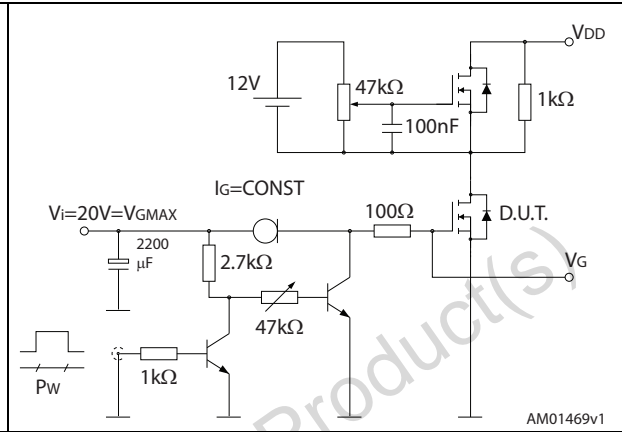 VDD
12V
47kΩ
1kΩ
100nF
IG=CONST
Vi=20V=VGMAX
100Ω
D.U.T.
2200
μF
2.7kΩ
VG
47kΩ
1kΩ
PW
Product(s)
AM01469v1